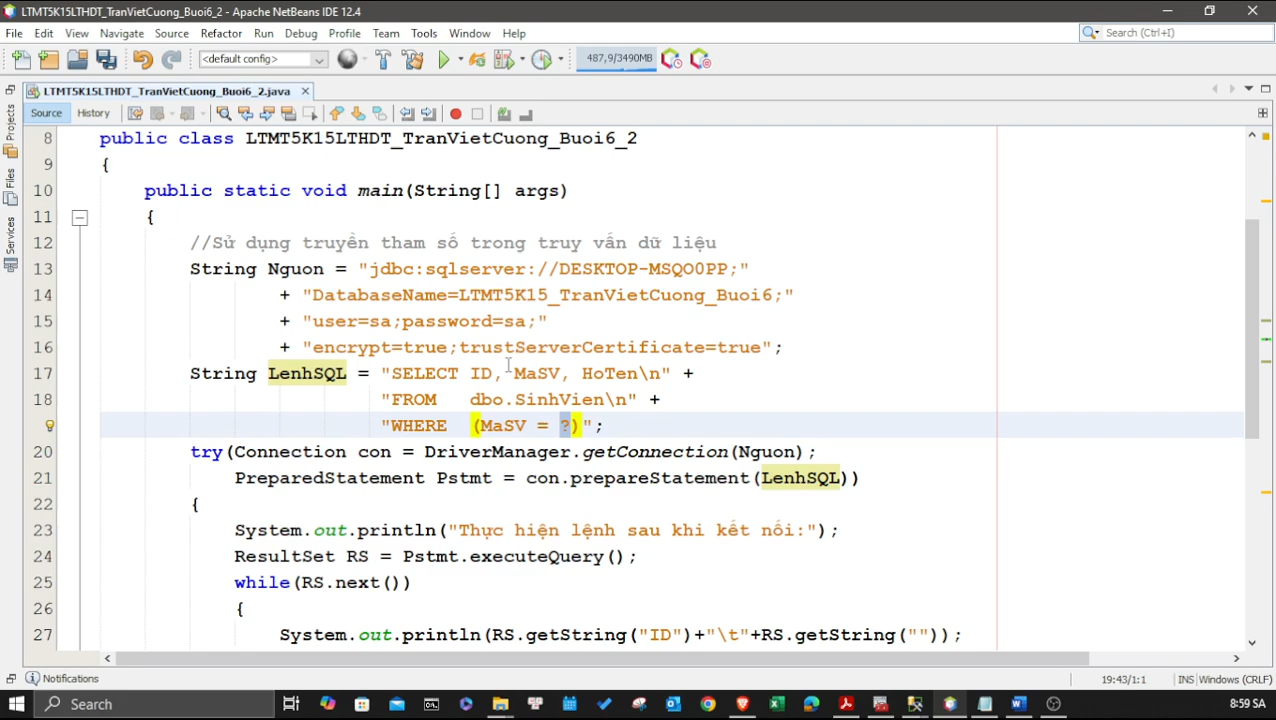 LTMT5K15LTHDT_TranVietCuong_Buoi6_2 - Apache NetBeans IDE 12.4
File Edit View Navigate Source Refactor Run Debug Profile Team Tools Window Help
Search (Ctrl+I)
<default config>
487,9/3490MB
LTMT5K15LTHDT_TranVietCuong_Buoi6_2.java
Source History
Projects
Files
Services
8 public class LTMT5K15LTHDT_TranVietCuong_Buoi6_2
9 {
10 public static void main(String[] args)
11 {
12 //Sử dụng truyền tham số trong truy vấn dữ liệu
13 String Nguon = "jdbc:sqlserver://DESKTOP-MSQO0PP;"
14 + "DatabaseName=LTMT5K15_TranVietCuong_Buoi6;"
15 + "user=sa;password=sa;"
16 + "encrypt=true;trustServerCertificate=true";
17 String LenhSQL = "SELECT ID, MaSV, HoTen\n" +
18 "FROM   dbo.SinhVien\n" +
"WHERE  (MaSV = ?)";
20 try(Connection con = DriverManager.getConnection(Nguon);
21 PreparedStatement Pstmt = con.prepareStatement(LenhSQL))
22 {
23 System.out.println("Thực hiện lệnh sau khi kết nối:");
24 ResultSet RS = Pstmt.executeQuery();
25 while(RS.next())
26 {
27 System.out.println(RS.getString("ID")+"\t"+RS.getString(""));
Notifications
19:43/1:1 INS Windows (CRLF)
Search
8:59 SA